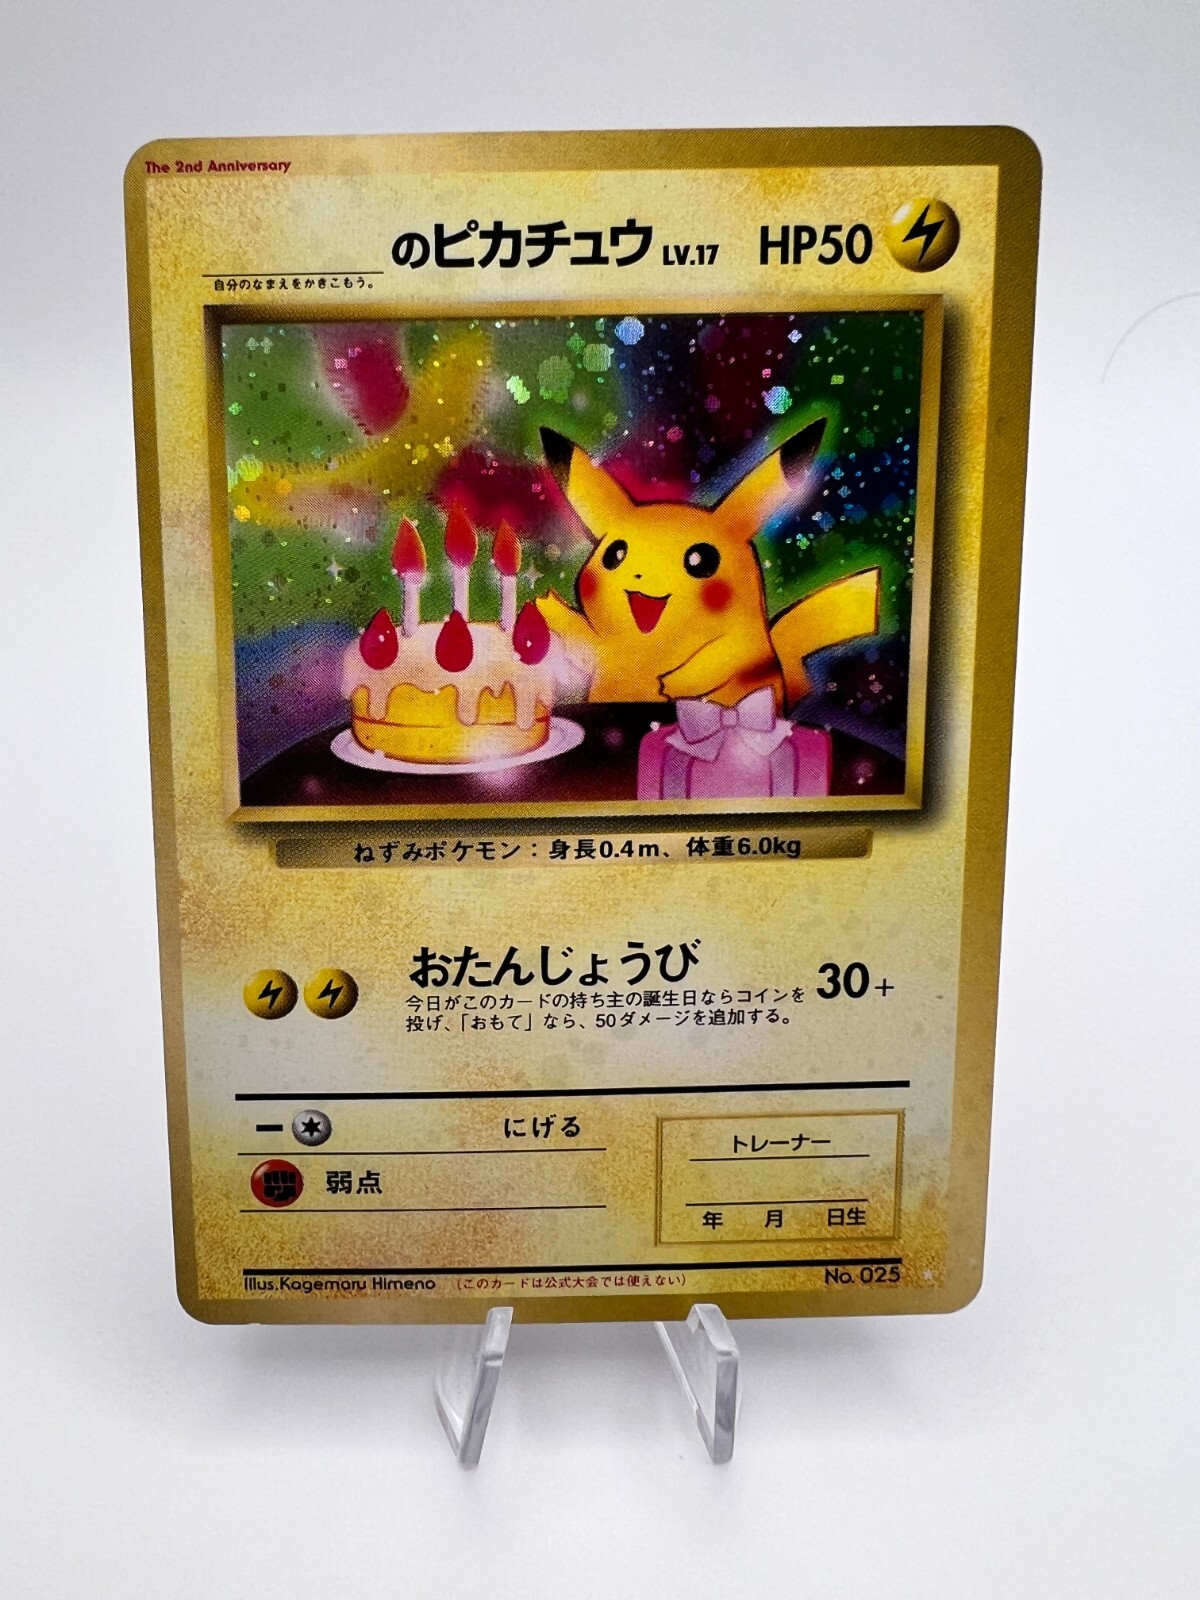 The 2nd Anniversary
のピカチュウ LV.17 HP50
自分のなまえをかきこもう。
ねずみポケモン：身長0.4m、体重6.0kg
おたんじょうび 30+
今日がこのカードの持ち主の誕生日ならコインを
投げ、「おもて」なら、50ダメージを追加する。
にげる
弱点
トレーナー
年 月 日生
Illus.Kagemaru Himeno （このカードは公式大会では使えない） No. 025